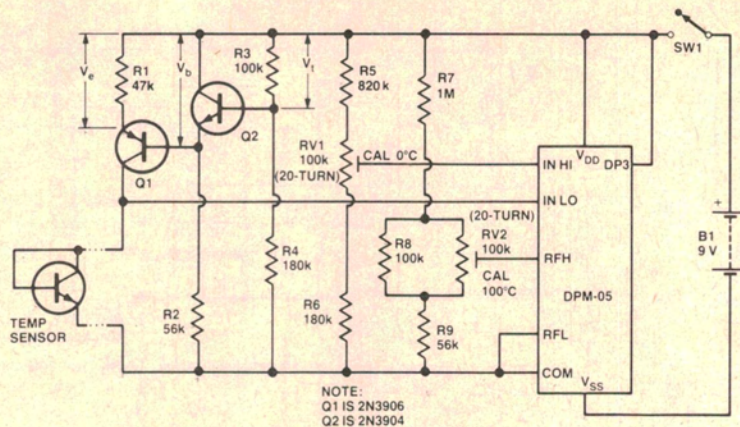 Ve
R1
47k
Vb
R3
100k
Vt
Q2
Q1
R5
820k
RV1
100k
(20-TURN)
CAL 0°C
R7
1M
SW1
VDD
DP3
IN HI
IN LO
(20-TURN)
RV2
100k
R8
100k
CAL
100°C
RFH
DPM-05
RFL
COM
VSS
+
B1
9 V
R4
180k
R2
56k
R6
180k
R9
56k
TEMP
SENSOR
NOTE:
Q1 IS 2N3906
Q2 IS 2N3904